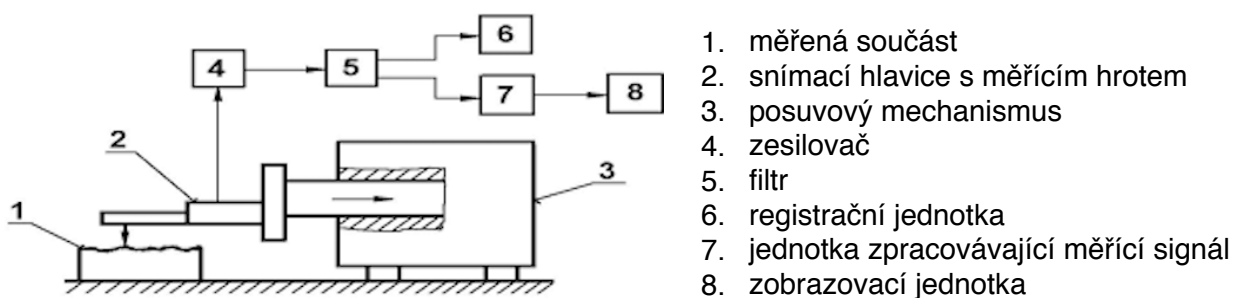 6
4
5
7
8
2
3
1
1. měřená součást
2. snímací hlavice s měřícím hrotem
3. posuvový mechanismus
4. zesilovač
5. filtr
6. registrační jednotka
7. jednotka zpracovávající měřící signál
8. zobrazovací jednotka